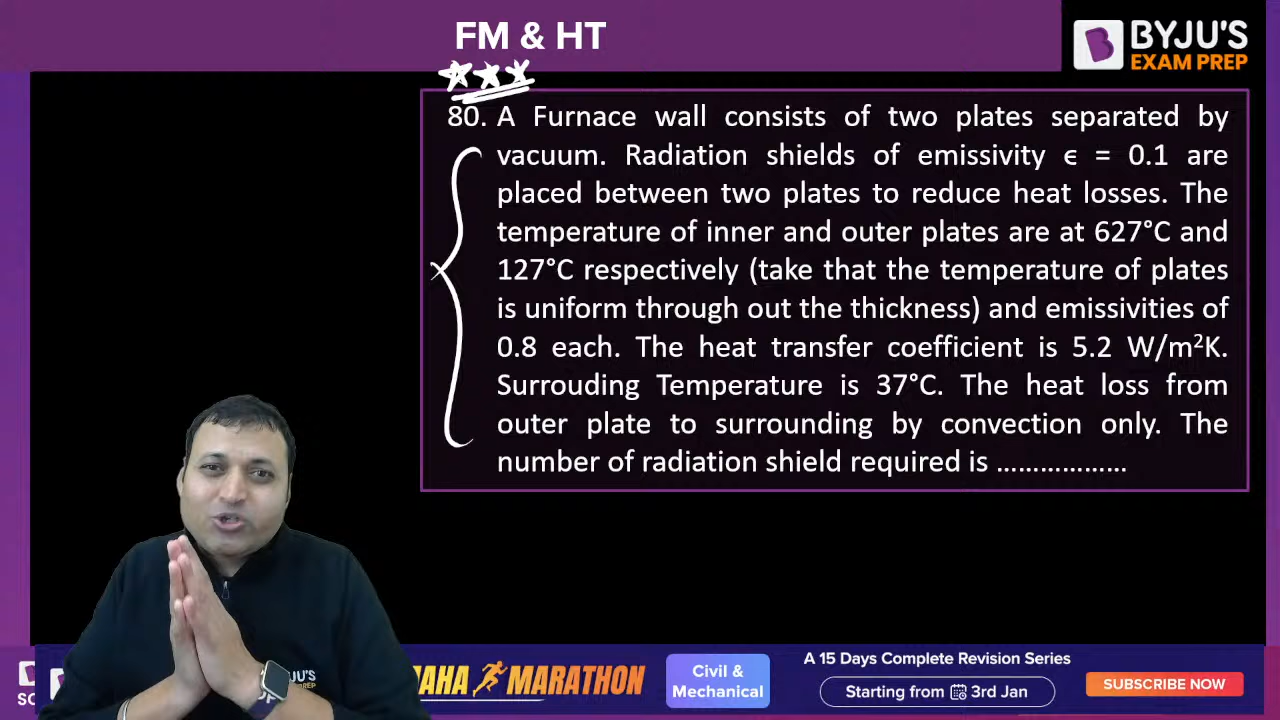 FM & HT
BYJU'S
EXAM PREP
80. A Furnace wall consists of two plates separated by
vacuum. Radiation shields of emissivity ϵ = 0.1 are
placed between two plates to reduce heat losses. The
temperature of inner and outer plates are at 627°C and
127°C respectively (take that the temperature of plates
is uniform through out the thickness) and emissivities of
0.8 each. The heat transfer coefficient is 5.2 W/m²K.
Surrouding Temperature is 37°C. The heat loss from
outer plate to surrounding by convection only. The
number of radiation shield required is ………………
BYJU'S
MARATHON
Civil &
Mechanical
A 15 Days Complete Revision Series
Starting from 3rd Jan
SUBSCRIBE NOW